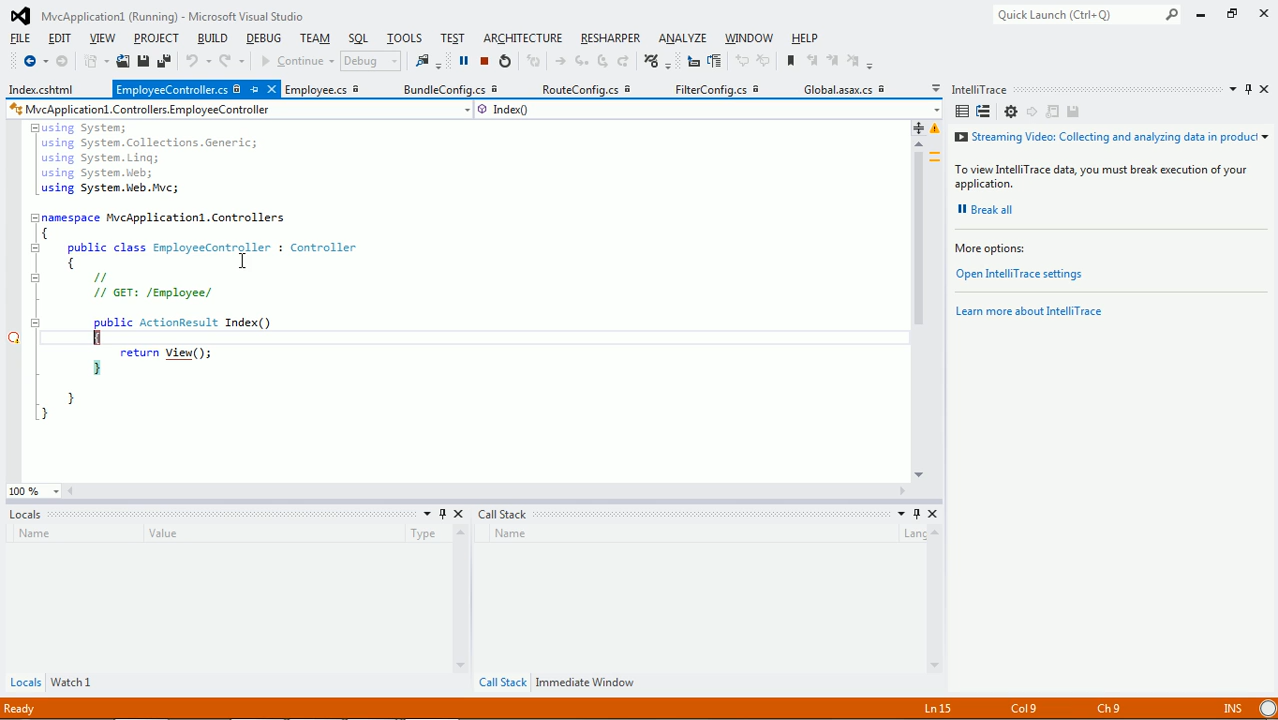 MvcApplication1 (Running) - Microsoft Visual Studio
Quick Launch (Ctrl+Q)
FILE EDIT VIEW PROJECT BUILD DEBUG TEAM SQL TOOLS TEST ARCHITECTURE RESHARPER ANALYZE WINDOW HELP
Continue Debug
Index.cshtml EmployeeController.cs Employee.cs BundleConfig.cs RouteConfig.cs FilterConfig.cs Global.asax.cs
MvcApplication1.Controllers.EmployeeController Index()
using System;
using System.Collections.Generic;
using System.Linq;
using System.Web;
using System.Web.Mvc;
namespace MvcApplication1.Controllers
{
public class EmployeeController : Controller
{
//
// GET: /Employee/
public ActionResult Index()
{
return View();
}
}
}
100 %
IntelliTrace
Streaming Video: Collecting and analyzing data in product
To view IntelliTrace data, you must break execution of your
application.
Break all
More options:
Open IntelliTrace settings
Learn more about IntelliTrace
Locals
Name Value Type
Locals Watch 1
Call Stack
Name Lang
Call Stack Immediate Window
Ready Ln 15 Col 9 Ch 9 INS